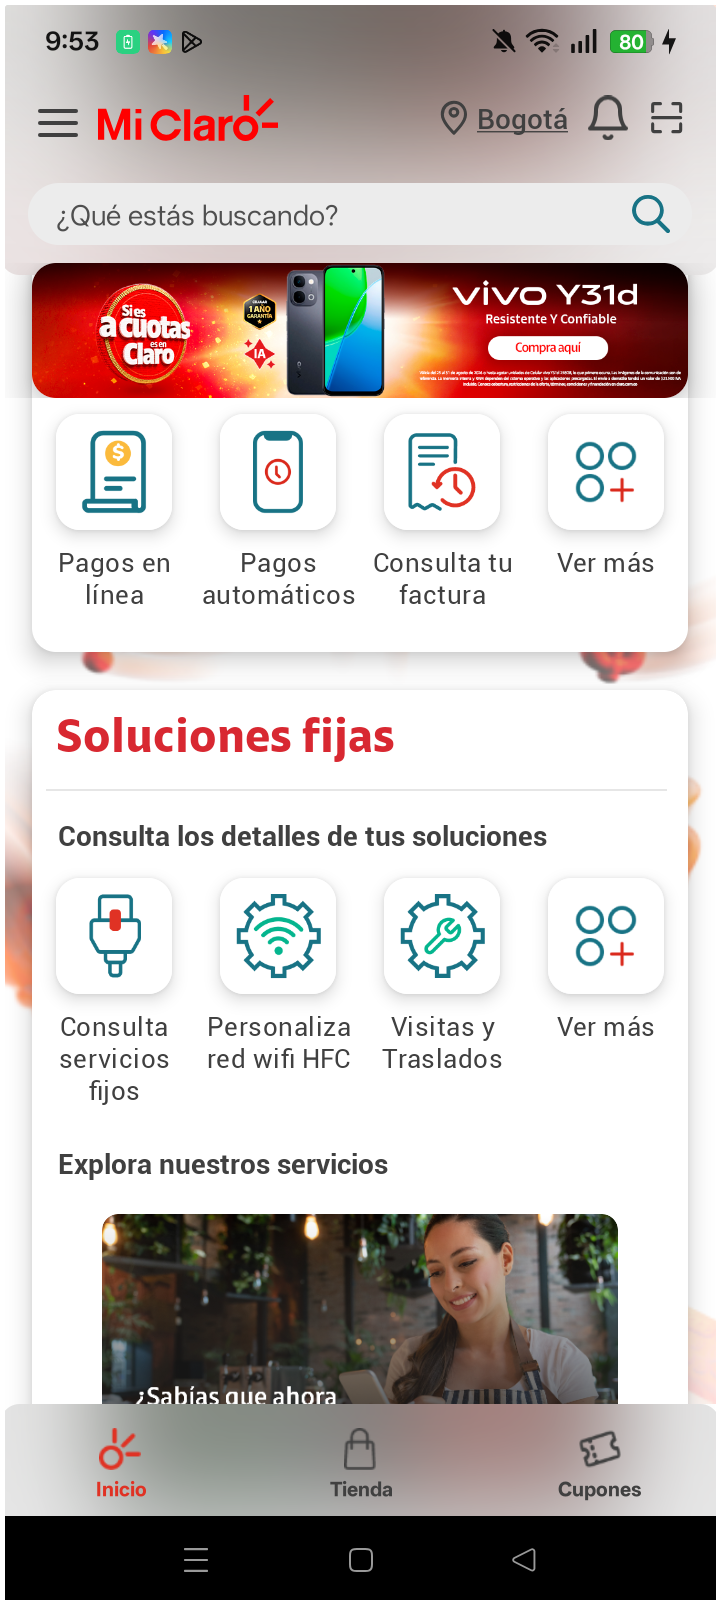 9:53
80
Mi Claro
Bogotá
¿Qué estás buscando?
Si es
a cuotas
es en
Claro
1 AÑO
GARANTÍA
IA
vivo Y31d
Resistente Y Confiable
Compra aquí
Pagos en
línea
Pagos
automáticos
Consulta tu
factura
Ver más
Soluciones fijas
Consulta los detalles de tus soluciones
Consulta
servicios
fijos
Personaliza
red wifi HFC
Visitas y
Traslados
Ver más
Explora nuestros servicios
¿Sabías que ahora
Inicio
Tienda
Cupones